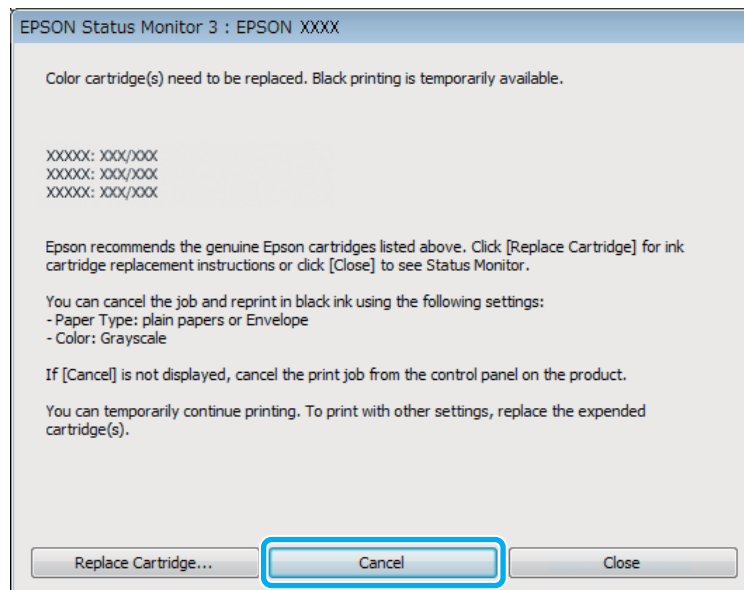 EPSON Status Monitor 3 : EPSON XXXX
Color cartridge(s) need to be replaced. Black printing is temporarily available.
XXXXX: XXX/XXX
XXXXX: XXX/XXX
XXXXX: XXX/XXX
Epson recommends the genuine Epson cartridges listed above. Click [Replace Cartridge] for ink
cartridge replacement instructions or click [Close] to see Status Monitor.
You can cancel the job and reprint in black ink using the following settings:
- Paper Type: plain papers or Envelope
- Color: Grayscale
If [Cancel] is not displayed, cancel the print job from the control panel on the product.
You can temporarily continue printing. To print with other settings, replace the expended
cartridge(s).
Replace Cartridge... Cancel Close